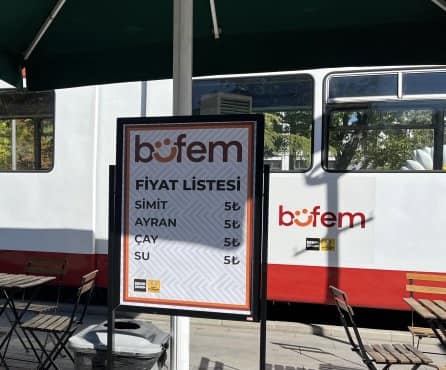 büfem
FİYAT LİSTESİ
SİMİT 5₺
AYRAN 5₺
ÇAY 5₺
SU 5₺
büfem